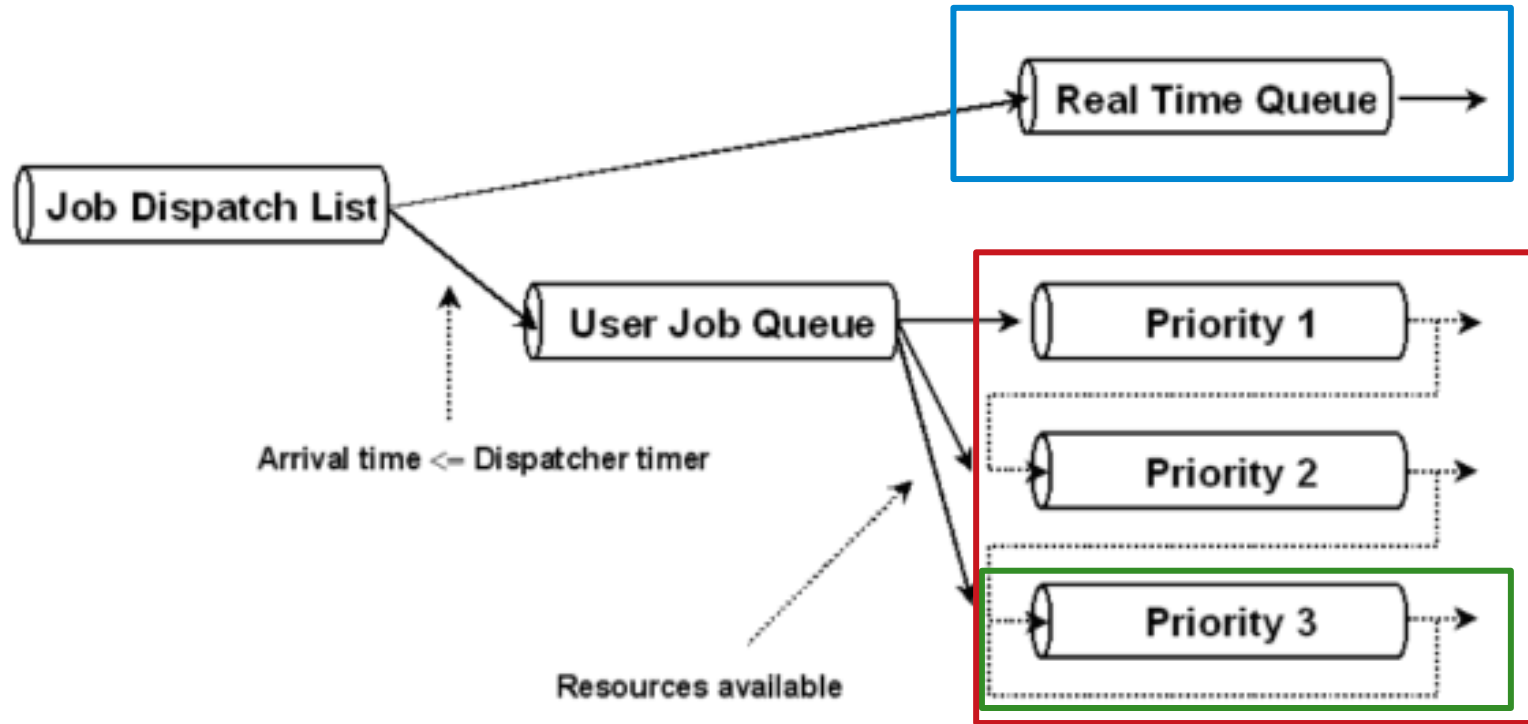 Real Time Queue
Job Dispatch List
User Job Queue
Priority 1
Arrival time <= Dispatcher timer
Priority 2
Priority 3
Resources available